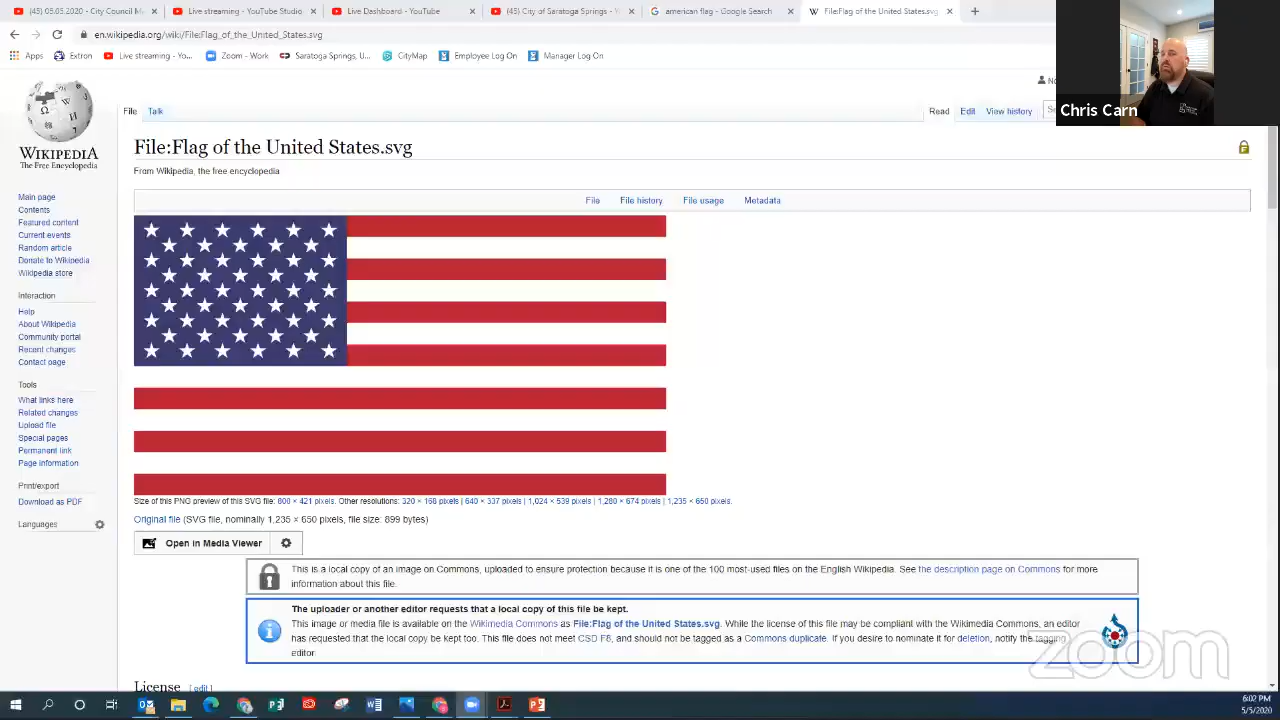 (45) 05.05.2020 - City Council M
Live streaming - YouTube Studio
Live Dashboard - YouTube
(45) City of Saratoga Springs - Y
american flag - Google Search
File:Flag of the United States.svg
en.wikipedia.org/wiki/File:Flag_of_the_United_States.svg
Apps
Extron
Live streaming - Yo...
Zoom - Work
Saratoga Springs, U...
CityMap
Employee Log On
Manager Log On
Chris Carn
File
Talk
Read
Edit
View history
WIKIPEDIA
The Free Encyclopedia
File:Flag of the United States.svg
From Wikipedia, the free encyclopedia
File
File history
File usage
Metadata
Main page
Contents
Featured content
Current events
Random article
Donate to Wikipedia
Wikipedia store
Interaction
Help
About Wikipedia
Community portal
Recent changes
Contact page
Tools
What links here
Related changes
Upload file
Special pages
Permanent link
Page information
Print/export
Download as PDF
Languages
Size of this PNG preview of this SVG file: 800 × 421 pixels. Other resolutions: 320 × 168 pixels | 640 × 337 pixels | 1,024 × 539 pixels | 1,280 × 674 pixels | 1,235 × 650 pixels.
Original file (SVG file, nominally 1,235 × 650 pixels, file size: 899 bytes)
Open in Media Viewer
This is a local copy of an image on Commons, uploaded to ensure protection because it is one of the 100 most-used files on the English Wikipedia. See the description page on Commons for more
information about this file.
The uploader or another editor requests that a local copy of this file be kept.
This image or media file is available on the Wikimedia Commons as File:Flag of the United States.svg. While the license of this file may be compliant with the Wikimedia Commons, an editor
has requested that the local copy be kept too. This file does not meet CSD F8, and should not be tagged as a Commons duplicate. If you desire to nominate it for deletion, notify the tagging
editor.
License [ edit ]
zoom
6:02 PM
5/5/2020